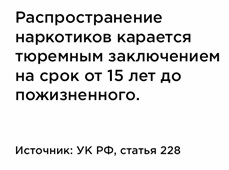 Распространение
наркотиков карается
тюремным заключением
на срок от 15 лет до
пожизненного.
Источник: УК РФ, статья 228